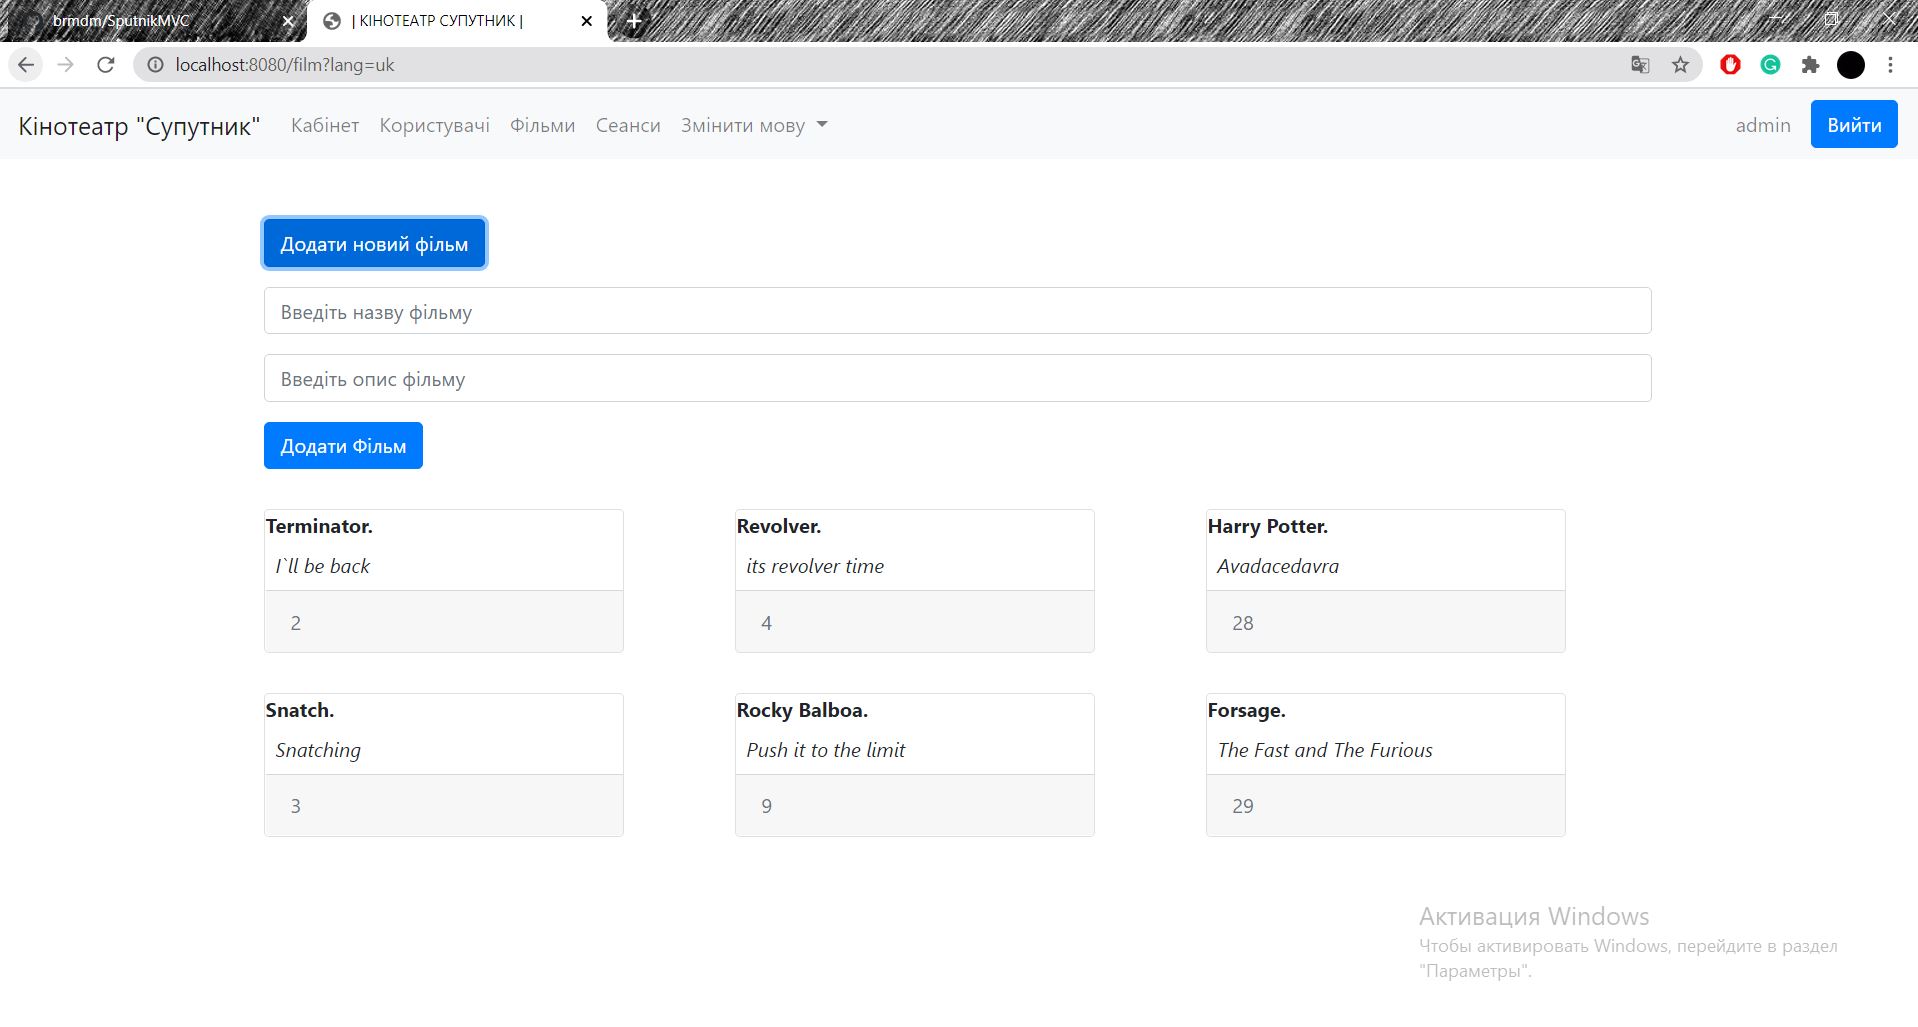 brmdm/SputnikMVC
| КІНОТЕАТР СУПУТНИК |
localhost:8080/film?lang=uk
Кінотеатр "Супутник" Кабінет Користувачі Фільми Сеанси Змінити мову admin Вийти
Додати новий фільм
Введіть назву фільму
Введіть опис фільму
Додати Фільм
Terminator.
I`ll be back
2
Revolver.
its revolver time
4
Harry Potter.
Avadacedavra
28
Snatch.
Snatching
3
Rocky Balboa.
Push it to the limit
9
Forsage.
The Fast and The Furious
29
Активация Windows
Чтобы активировать Windows, перейдите в раздел
"Параметры".